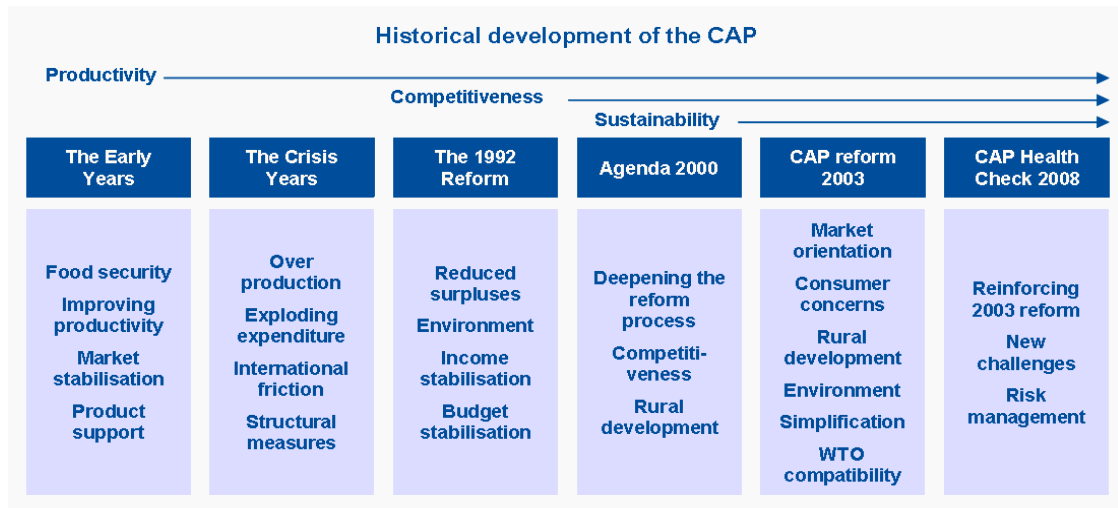 Historical development of the CAP
Productivity
Competitiveness
Sustainability
The Early
Years
The Crisis
Years
The 1992
Reform
Agenda 2000
CAP reform
2003
CAP Health
Check 2008
Food security
Improving
productivity
Market
stabilisation
Product
support
Over
production
Exploding
expenditure
International
friction
Structural
measures
Reduced
surpluses
Environment
Income
stabilisation
Budget
stabilisation
Deepening the
reform
process
Competiti-
veness
Rural
development
Market
orientation
Consumer
concerns
Rural
development
Environment
Simplification
WTO
compatibility
Reinforcing
2003 reform
New
challenges
Risk
management